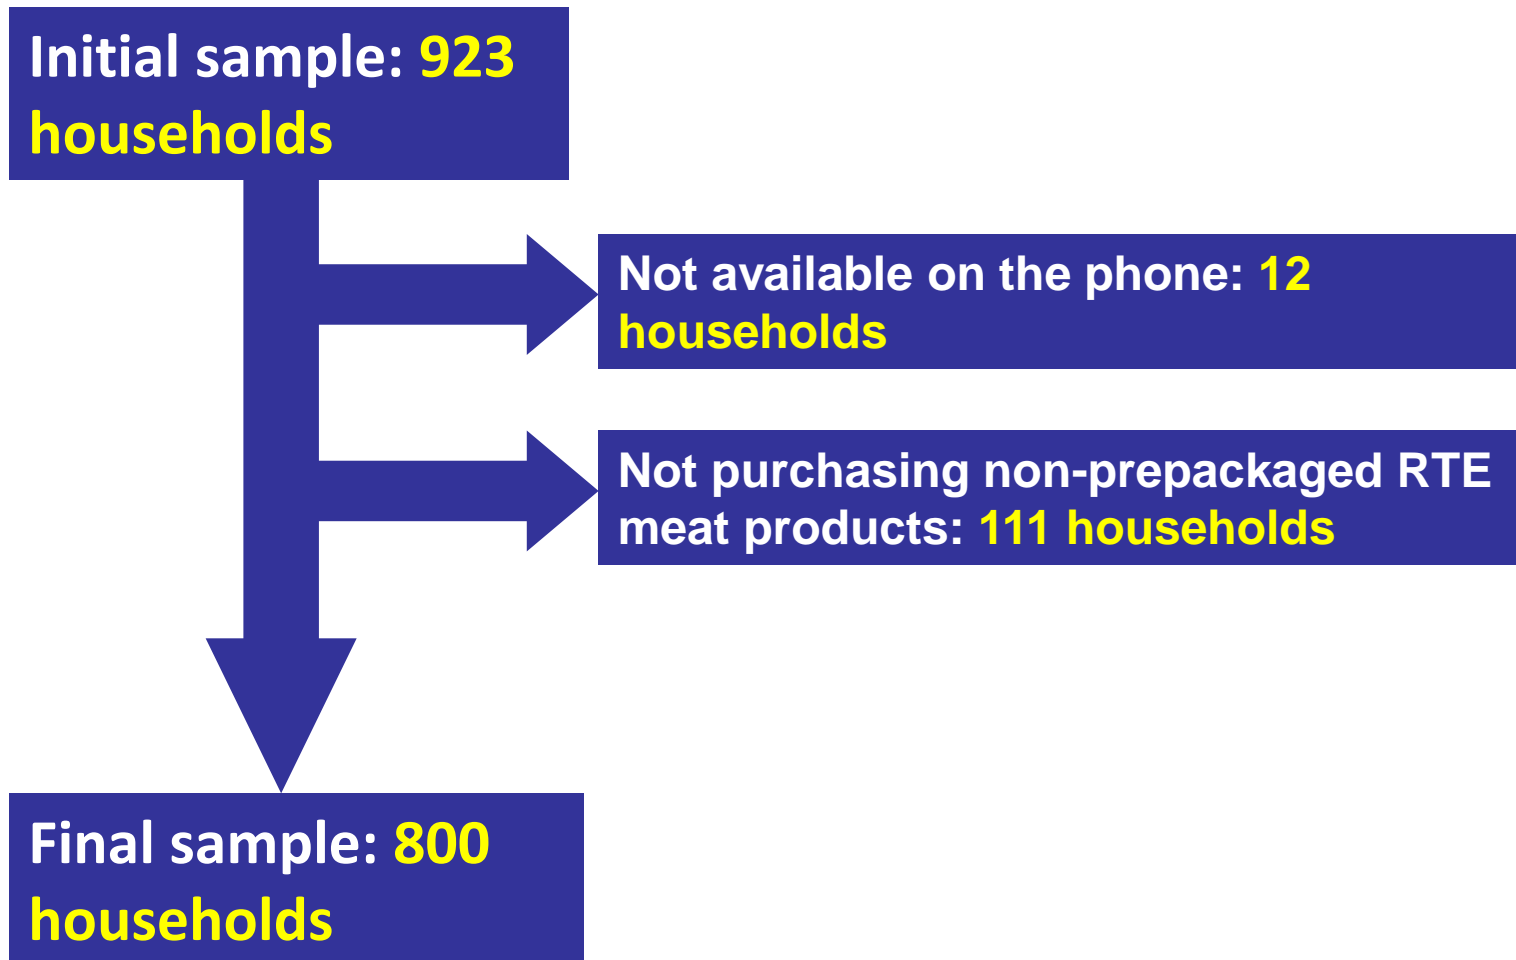 Initial sample: 923
households
Not available on the phone: 12
households
Not purchasing non-prepackaged RTE
meat products: 111 households
Final sample: 800
households